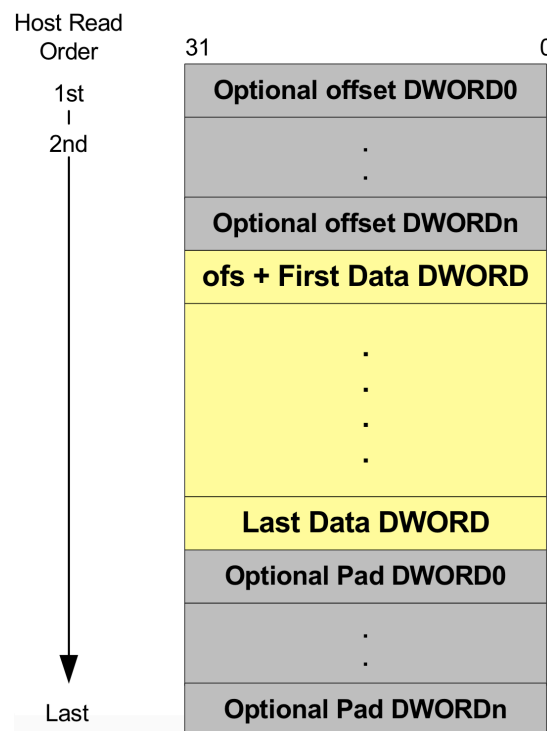 Host Read
Order
31
0
1st
Optional offset DWORD0
2nd
.
.
Optional offset DWORDn
ofs + First Data DWORD
.
.
.
.
Last Data DWORD
Optional Pad DWORD0
.
.
Last
Optional Pad DWORDn